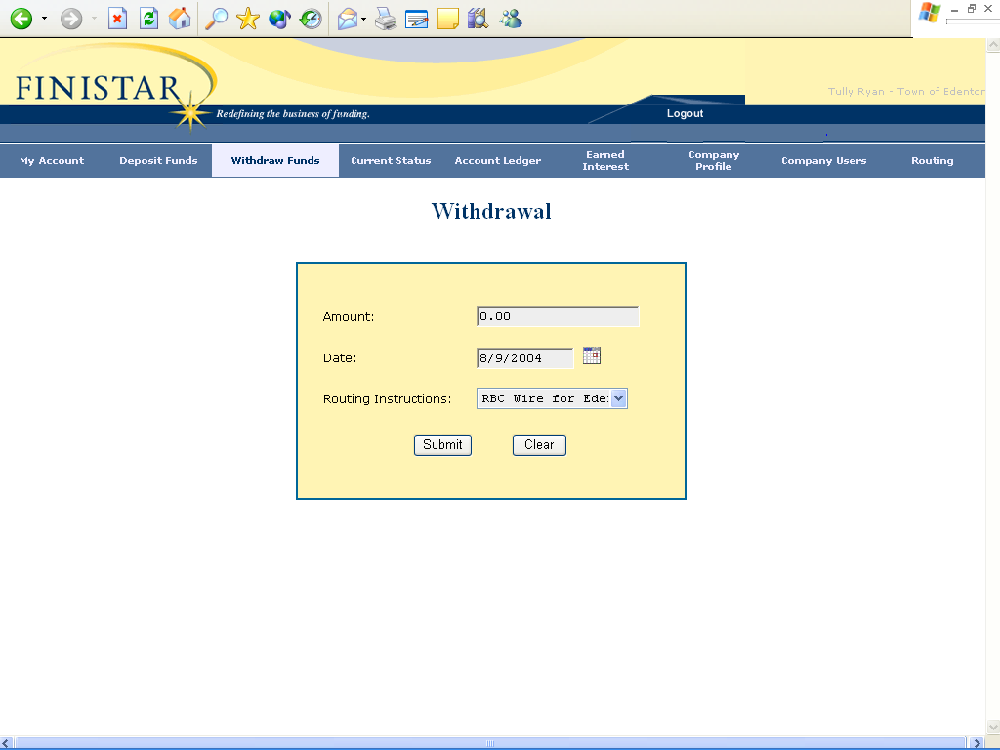 FINISTAR
Tully Ryan - Town of Edenton
Redefining the business of funding.
Logout
My Account
Deposit Funds
Withdraw Funds
Current Status
Account Ledger
Earned
Interest
Company
Profile
Company Users
Routing
Withdrawal
Amount:
0.00
Date:
8/9/2004
Routing Instructions:
RBC Wire for Ede
Submit
Clear